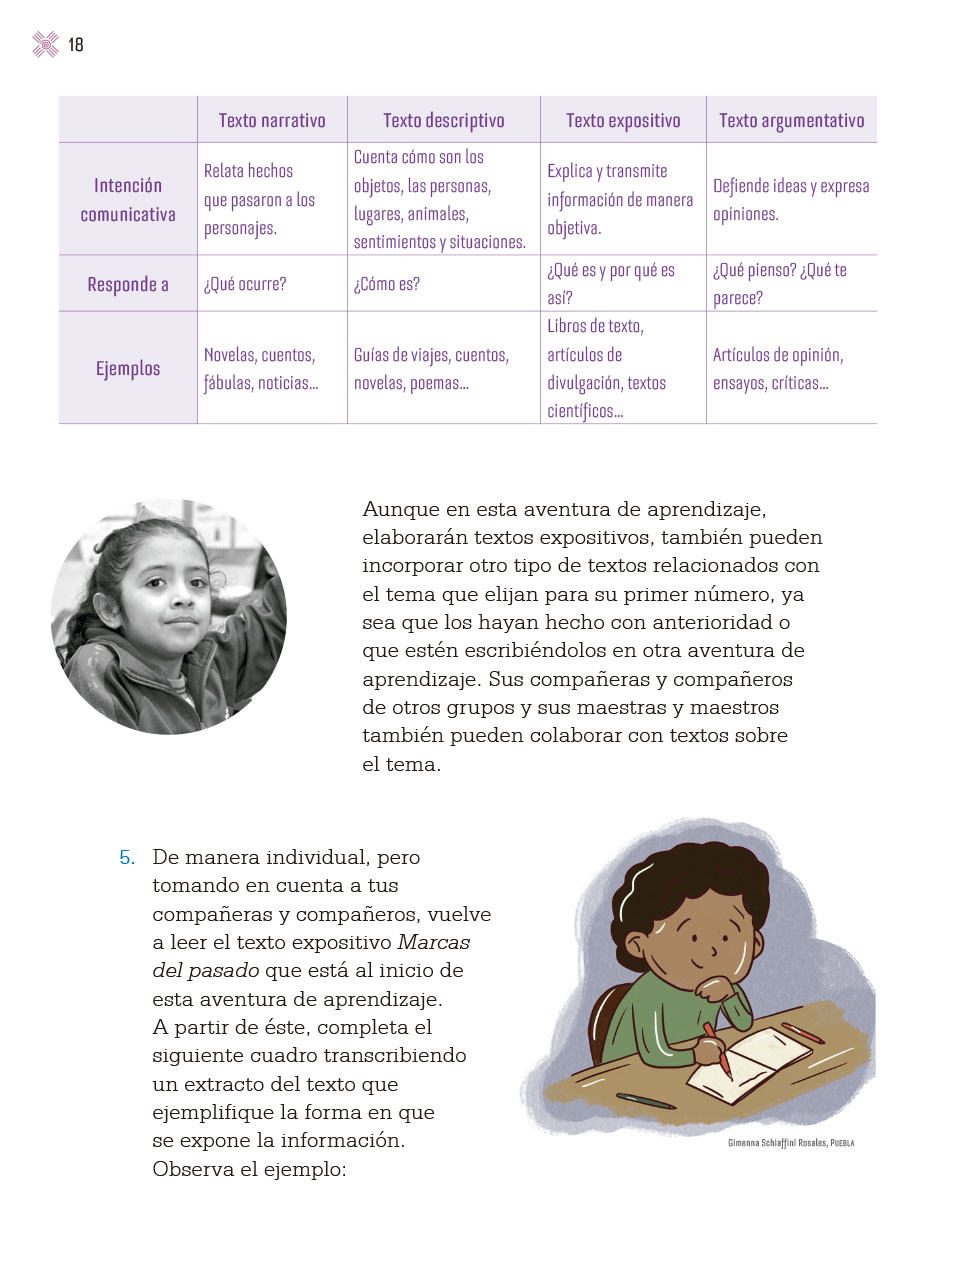 18
Texto narrativo
Texto descriptivo
Texto expositivo
Texto argumentativo
Intención
comunicativa
Relata hechos
que pasaron a los
personajes.
Cuenta cómo son los
objetos, las personas,
lugares, animales,
sentimientos y situaciones.
Explica y transmite
información de manera
objetiva.
Defiende ideas y expresa
opiniones.
Responde a
¿Qué ocurre?
¿Cómo es?
¿Qué es y por qué es
así?
¿Qué pienso? ¿Qué te
parece?
Ejemplos
Novelas, cuentos,
fábulas, noticias...
Guías de viajes, cuentos,
novelas, poemas...
Libros de texto,
artículos de
divulgación, textos
científicos...
Artículos de opinión,
ensayos, críticas...
Aunque en esta aventura de aprendizaje,
elaborarán textos expositivos, también pueden
incorporar otro tipo de textos relacionados con
el tema que elijan para su primer número, ya
sea que los hayan hecho con anterioridad o
que estén escribiéndolos en otra aventura de
aprendizaje. Sus compañeras y compañeros
de otros grupos y sus maestras y maestros
también pueden colaborar con textos sobre
el tema.
5. De manera individual, pero
tomando en cuenta a tus
compañeras y compañeros, vuelve
a leer el texto expositivo Marcas
del pasado que está al inicio de
esta aventura de aprendizaje.
A partir de éste, completa el
siguiente cuadro transcribiendo
un extracto del texto que
ejemplifique la forma en que
se expone la información.
Observa el ejemplo:
Gimenna Schiaffini Rosales, PUEBLA